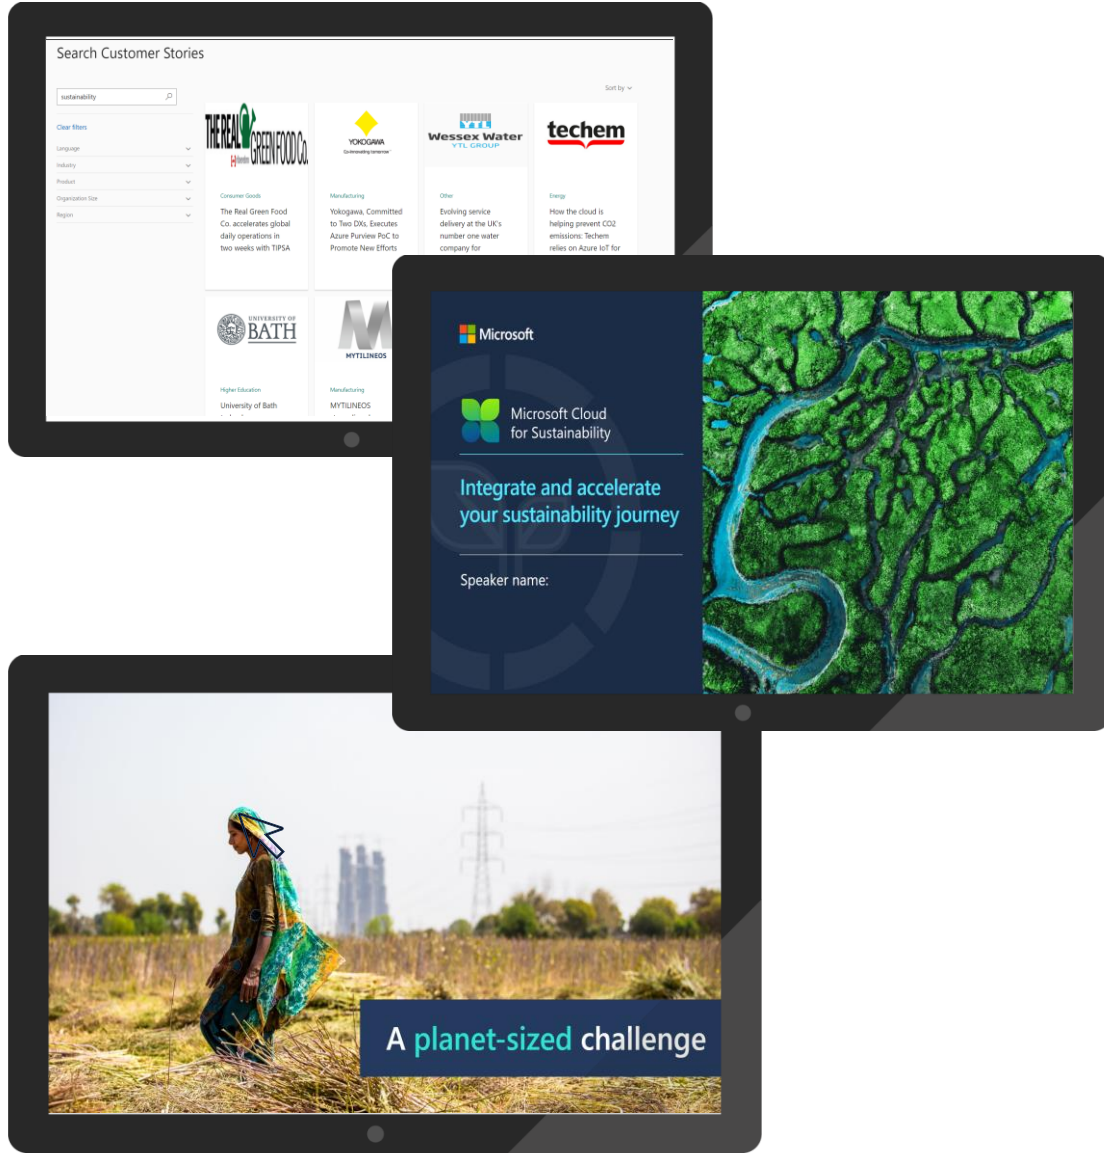 Search Customer Stories
Sort by
sustainability
Clear filters
Language
Industry
Product
Organization Size
Region
THE REAL GREEN FOOD Co.
YOKOGAWA
Co-innovating tomorrow
YTL
Wessex Water
YTL GROUP
techem
Consumer Goods
The Real Green Food
Co. accelerates global
daily operations in
two weeks with TIPSA
Manufacturing
Yokogawa, Committed
to Two DXs, Executes
Azure Purview PoC to
Promote New Efforts
Other
Evolving service
delivery at the UK's
number one water
company for
Energy
How the cloud is
helping prevent CO2
emissions: Techem
relies on Azure IoT for
UNIVERSITY OF
BATH
MYTILINEOS
Higher Education
University of Bath
Manufacturing
MYTILINEOS
Microsoft
Microsoft Cloud
for Sustainability
Integrate and accelerate
your sustainability journey
Speaker name:
A planet-sized challenge